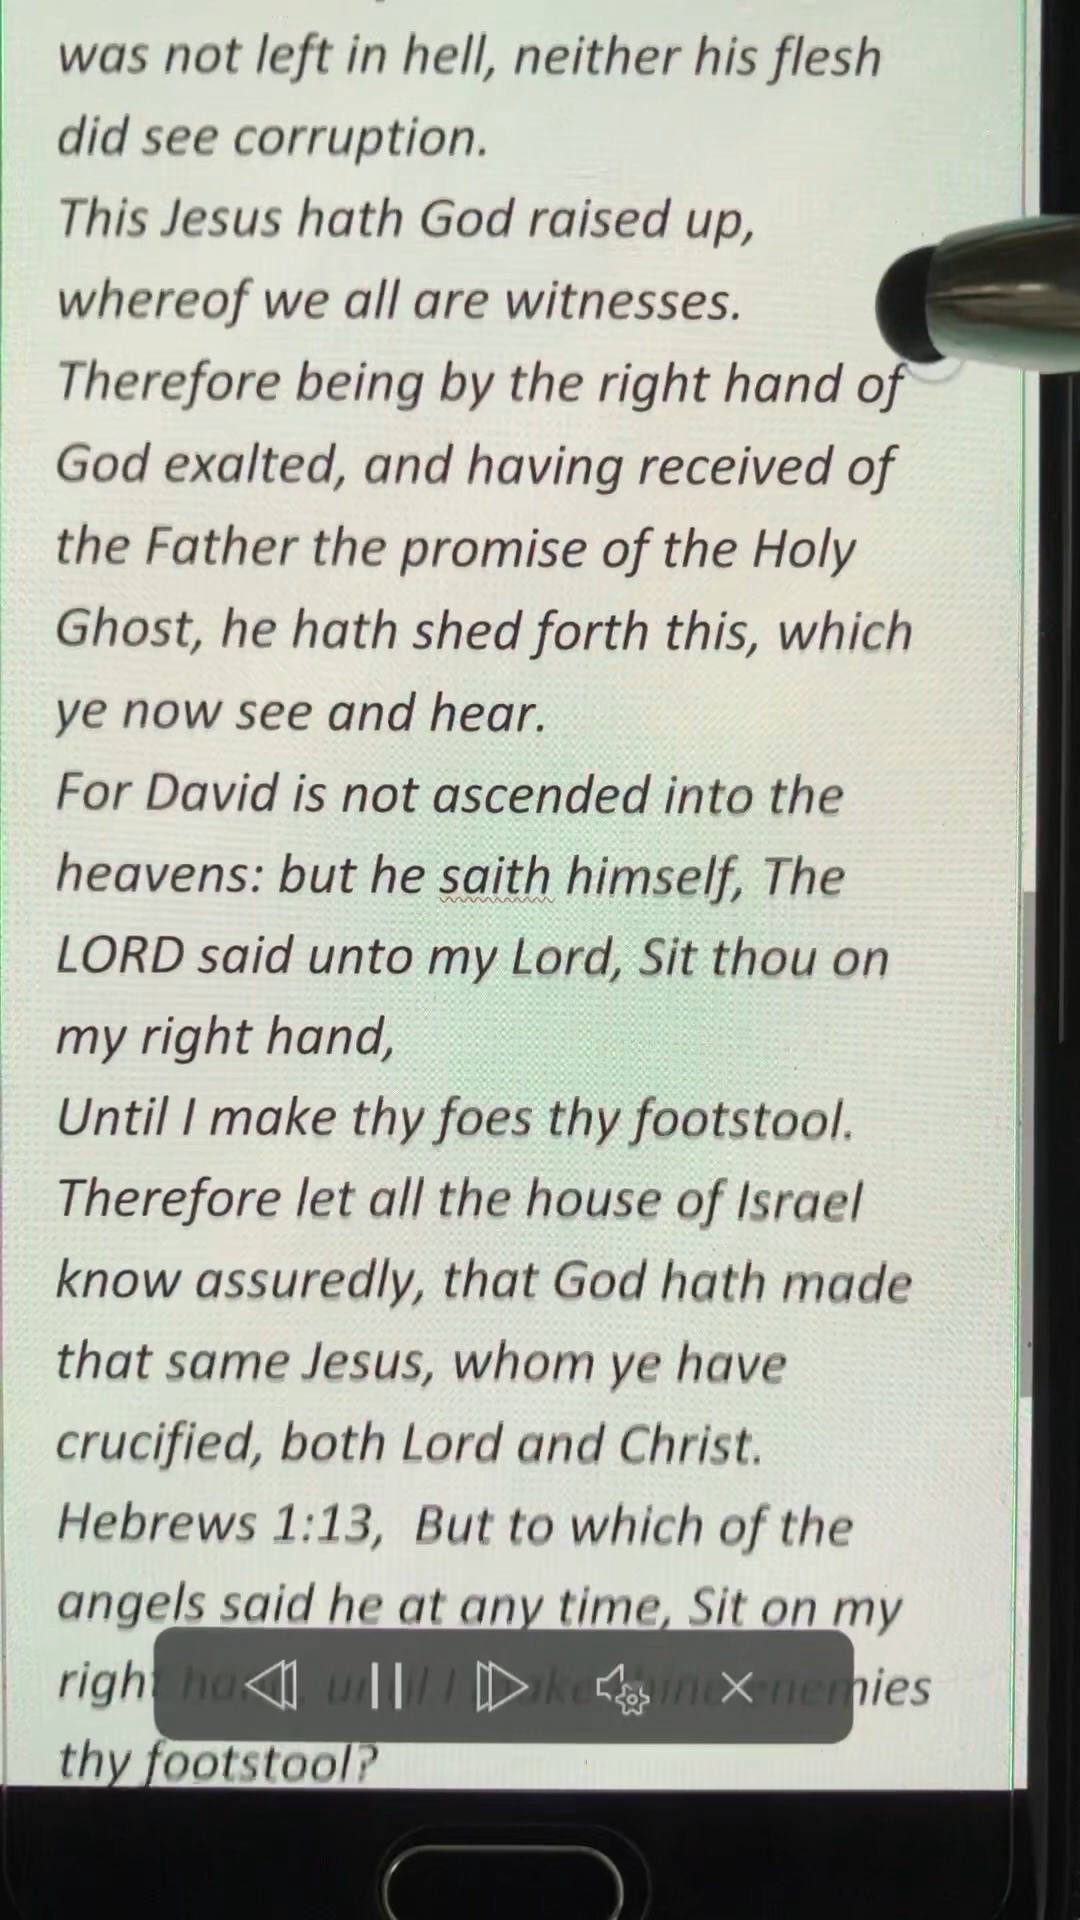 was not left in hell, neither his flesh
did see corruption.
This Jesus hath God raised up,
whereof we all are witnesses.
Therefore being by the right hand of
God exalted, and having received of
the Father the promise of the Holy
Ghost, he hath shed forth this, which
ye now see and hear.
For David is not ascended into the
heavens: but he saith himself, The
LORD said unto my Lord, Sit thou on
my right hand,
Until I make thy foes thy footstool.
Therefore let all the house of Israel
know assuredly, that God hath made
that same Jesus, whom ye have
crucified, both Lord and Christ.
Hebrews 1:13,  But to which of the
angels said he at any time, Sit on my
right hand, until I make thine enemies
thy footstool?